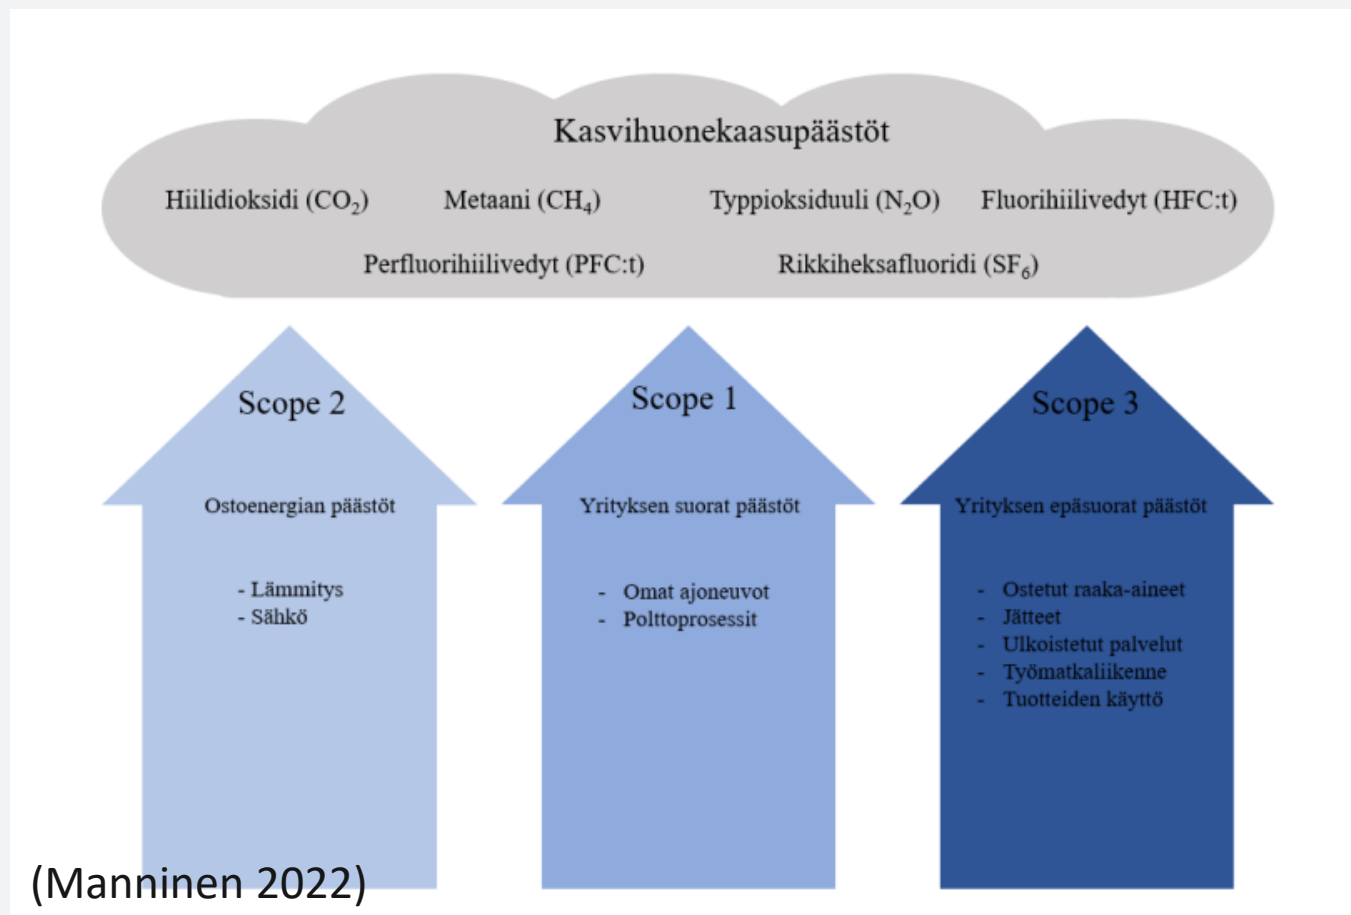 Kasvihuonekaasupäästöt
Hiilidioksidi (CO₂) Metaani (CH₄) Typpioksiduuli (N₂O) Fluorihiilivedyt (HFC:t)
Perfluorihiilivedyt (PFC:t) Rikkiheksafluoridi (SF₆)
Scope 2
Ostoenergian päästöt
- Lämmitys
- Sähkö
Scope 1
Yrityksen suorat päästöt
- Omat ajoneuvot
- Polttoprosessit
Scope 3
Yrityksen epäsuorat päästöt
- Ostetut raaka-aineet
- Jätteet
- Ulkoistetut palvelut
- Työmatkaliikenne
- Tuotteiden käyttö
(Manninen 2022)